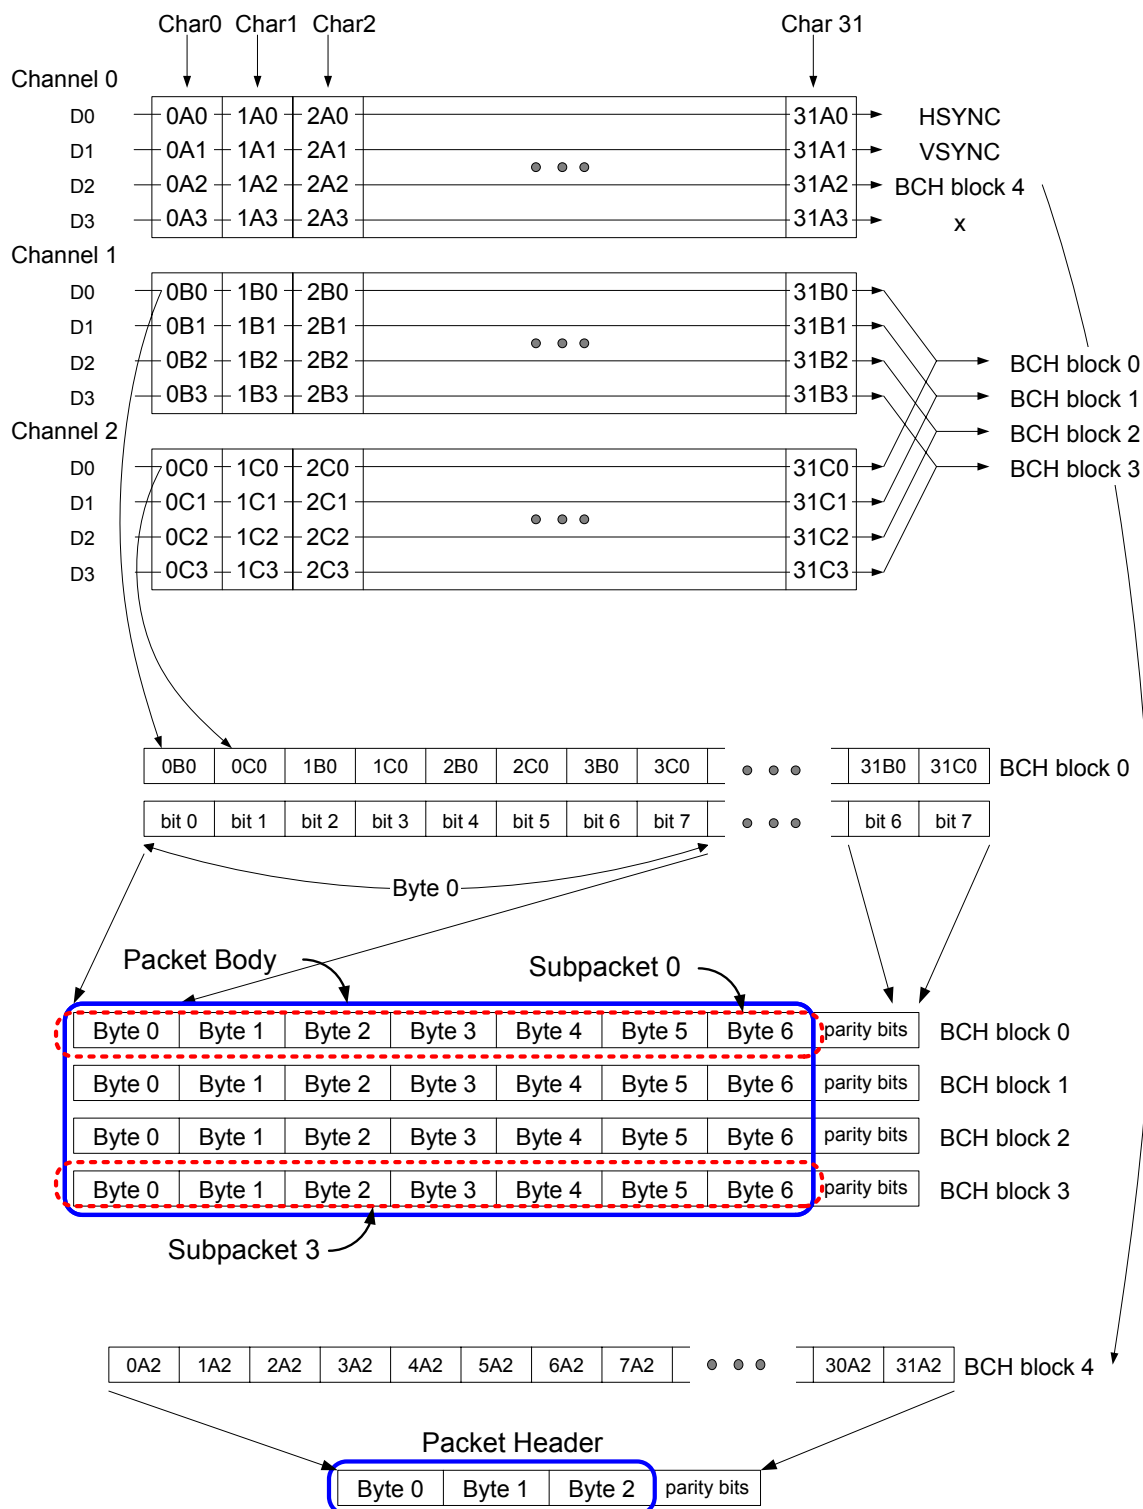 Char0 Char1 Char2 Char 31
Channel 0
D0 0A0 1A0 2A0 31A0 HSYNC
D1 0A1 1A1 2A1 31A1 VSYNC
D2 0A2 1A2 2A2 31A2 BCH block 4
D3 0A3 1A3 2A3 31A3 x
Channel 1
D0 0B0 1B0 2B0 31B0
D1 0B1 1B1 2B1 31B1
D2 0B2 1B2 2B2 31B2 BCH block 0
D3 0B3 1B3 2B3 31B3 BCH block 1
Channel 2 BCH block 2
D0 0C0 1C0 2C0 31C0 BCH block 3
D1 0C1 1C1 2C1 31C1
D2 0C2 1C2 2C2 31C2
D3 0C3 1C3 2C3 31C3
0B0 0C0 1B0 1C0 2B0 2C0 3B0 3C0 31B0 31C0 BCH block 0
bit 0 bit 1 bit 2 bit 3 bit 4 bit 5 bit 6 bit 7 bit 6 bit 7
Byte 0
Packet Body Subpacket 0
Byte 0 Byte 1 Byte 2 Byte 3 Byte 4 Byte 5 Byte 6 parity bits BCH block 0
Byte 0 Byte 1 Byte 2 Byte 3 Byte 4 Byte 5 Byte 6 parity bits BCH block 1
Byte 0 Byte 1 Byte 2 Byte 3 Byte 4 Byte 5 Byte 6 parity bits BCH block 2
Byte 0 Byte 1 Byte 2 Byte 3 Byte 4 Byte 5 Byte 6 parity bits BCH block 3
Subpacket 3
0A2 1A2 2A2 3A2 4A2 5A2 6A2 7A2 30A2 31A2 BCH block 4
Packet Header
Byte 0 Byte 1 Byte 2 parity bits